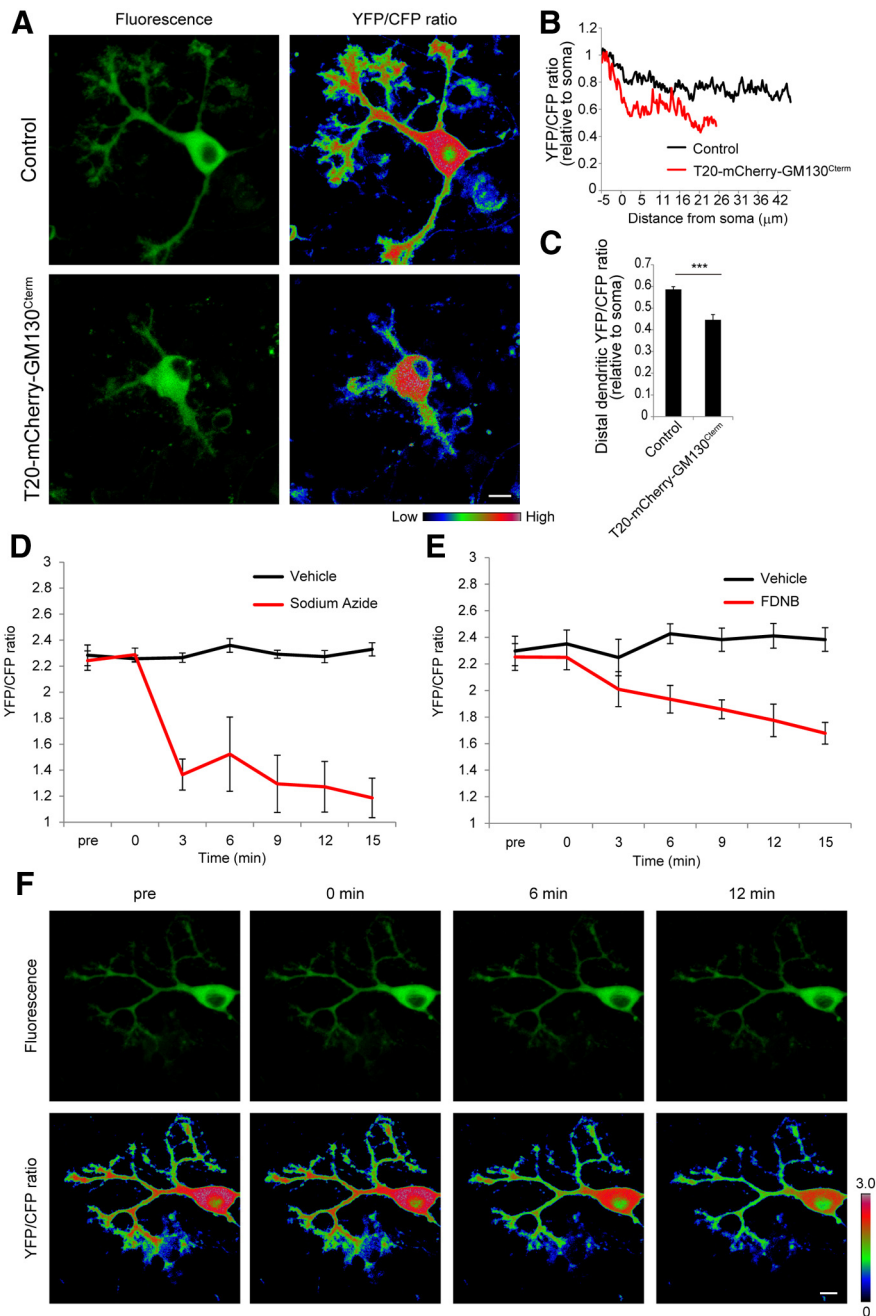 A
Fluorescence
YFP/CFP ratio
Control
T20-mCherry-GM130Cterm
Low
High
B
YFP/CFP ratio
(relative to soma)
1.2
1
0.8
0.6
0.4
0.2
0
-5 0 5 11 16 21 26 31 36 42
Distance from soma (μm)
Control
T20-mCherry-GM130Cterm
C
Distal dendritic YFP/CFP ratio
(relative to soma)
0.7
0.6
0.5
0.4
0.3
0.2
0.1
0
***
Control
T20-mCherry-GM130Cterm
D
YFP/CFP ratio
3
2.8
2.6
2.4
2.2
2
1.8
1.6
1.4
1.2
1
Vehicle
Sodium Azide
pre 0 3 6 9 12 15
Time (min)
E
YFP/CFP ratio
3
2.8
2.6
2.4
2.2
2
1.8
1.6
1.4
1.2
1
Vehicle
FDNB
pre 0 3 6 9 12 15
Time (min)
F
pre
0 min
6 min
12 min
Fluorescence
YFP/CFP ratio
3.0
0